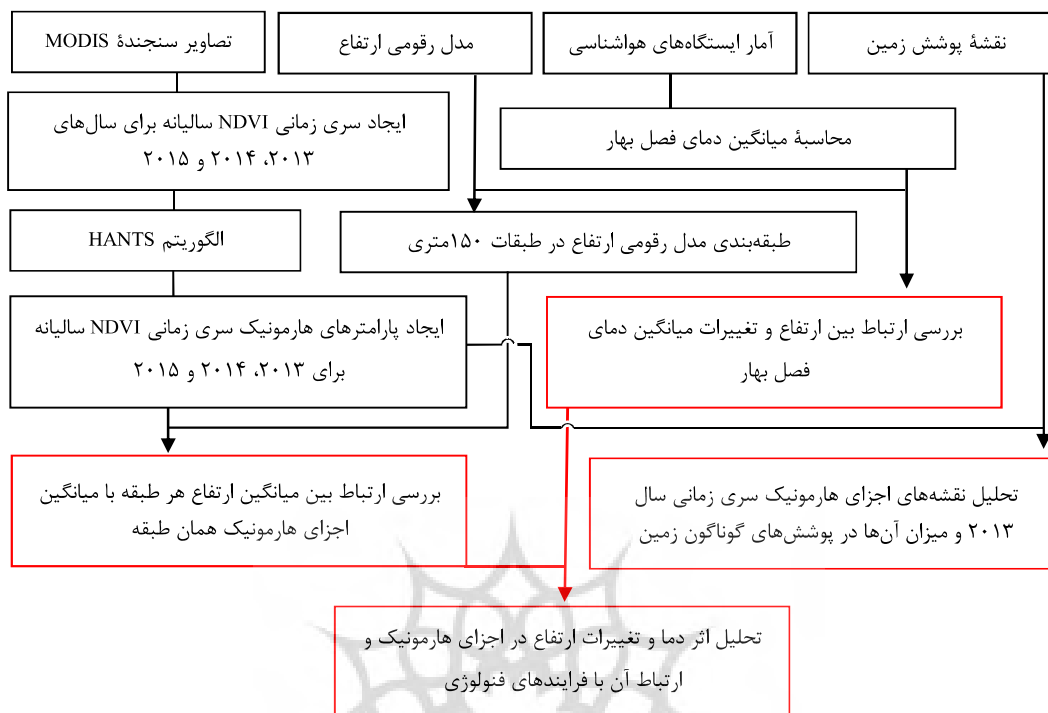 نقشهٔ پوشش زمین
آمار ایستگاه‌های هواشناسی
مدل رقومی ارتفاع
تصاویر سنجندهٔ MODIS
محاسبهٔ میانگین دمای فصل بهار
ایجاد سری زمانی NDVI سالیانه برای سال‌های
۲۰۱۳، ۲۰۱۴ و ۲۰۱۵
طبقه‌بندی مدل رقومی ارتفاع در طبقات ۱۵۰متری
الگوریتم HANTS
بررسی ارتباط بین ارتفاع و تغییرات میانگین دمای
فصل بهار
ایجاد پارامترهای هارمونیک سری زمانی NDVI سالیانه
برای ۲۰۱۳، ۲۰۱۴ و ۲۰۱۵
تحلیل نقشه‌های اجزای هارمونیک سری زمانی سال
۲۰۱۳ و میزان آن‌ها در پوشش‌های گوناگون زمین
بررسی ارتباط بین میانگین ارتفاع هر طبقه با میانگین
اجزای هارمونیک همان طبقه
تحلیل اثر دما و تغییرات ارتفاع در اجزای هارمونیک و
ارتباط آن با فرایندهای فنولوژی